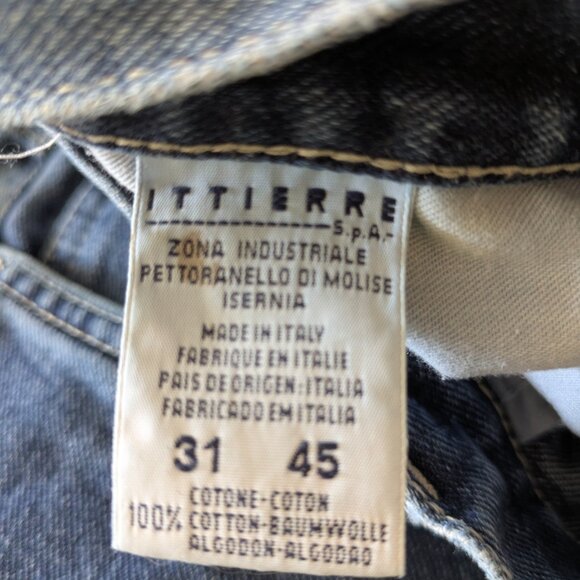 ITTIERRE
S.p.A.-
ZONA INDUSTRIALE
PETTORANELLO DI MOLISE
ISERNIA
MADE IN ITALY
FABRIQUE EN ITALIE
PAIS DE ORIGEN: ITALIA
FABRICADO EM ITALIA
31 45
COTONE-COTON
100% COTTON-BAUMWOLLE
ALGODON-ALGODAO